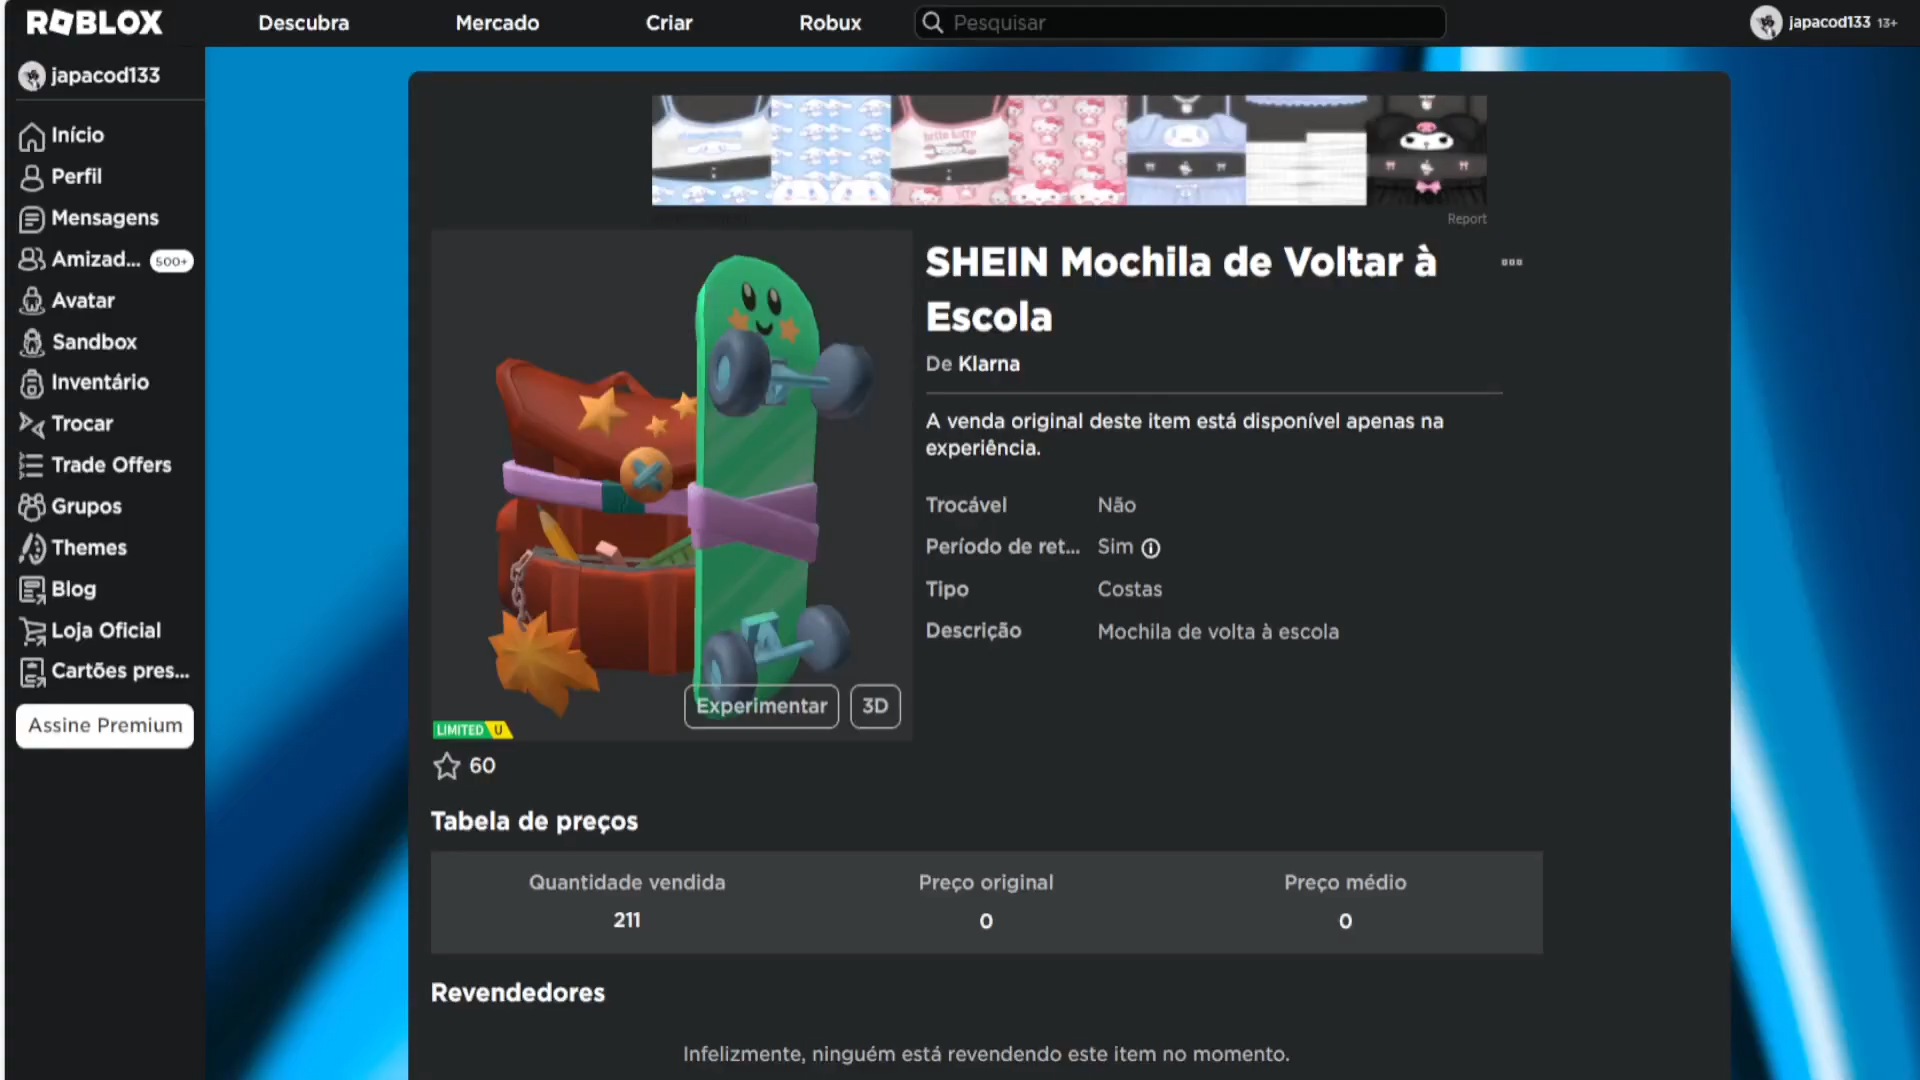 ROBLOX
Descubra
Mercado
Criar
Robux
Pesquisar
japacod133 13+
japacod133
Início
Perfil
Mensagens
Amizad... 500+
Avatar
Sandbox
Inventário
Trocar
Trade Offers
Grupos
Themes
Blog
Loja Oficial
Cartões pres...
Assine Premium
hello kitty
Report
SHEIN Mochila de Voltar à
Escola
De Klarna
A venda original deste item está disponível apenas na
experiência.
Trocável Não
Período de ret... Sim
Tipo Costas
Descrição Mochila de volta à escola
Experimentar
3D
LIMITED U
60
Tabela de preços
Quantidade vendida
211
Preço original
0
Preço médio
0
Revendedores
Infelizmente, ninguém está revendendo este item no momento.